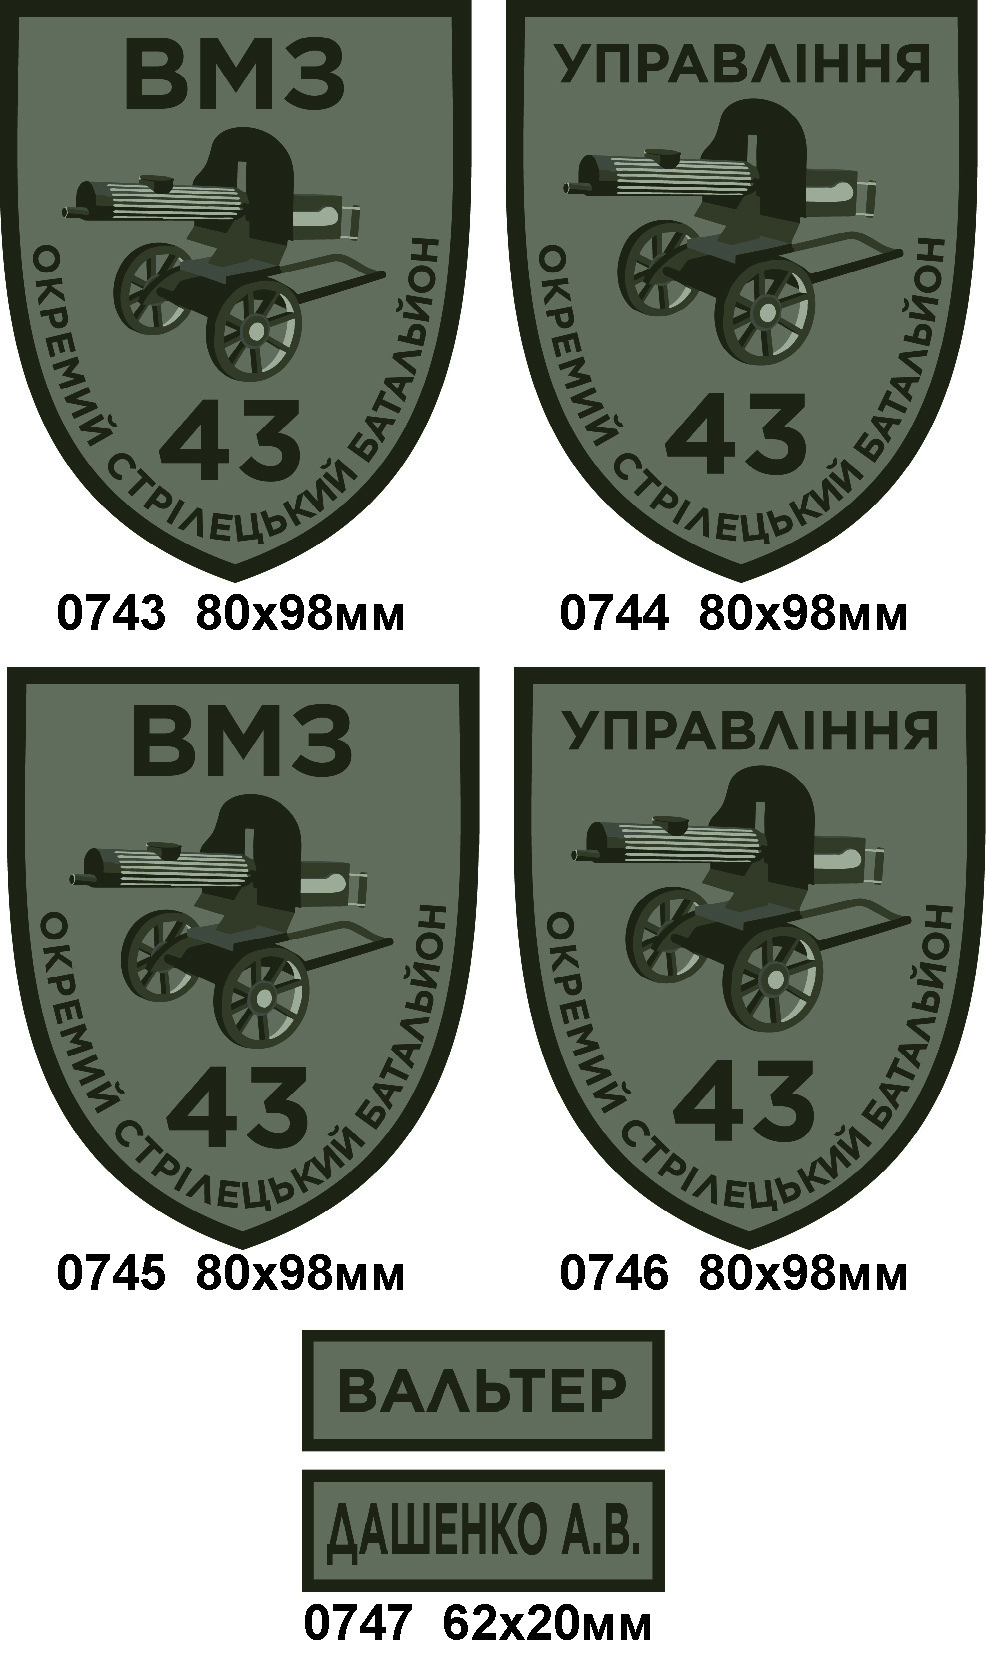 ВМЗ
43
ОКРЕМИЙ СТРІЛЕЦЬКИЙ БАТАЛЬЙОН
0743 80х98мм
УПРАВЛІННЯ
43
ОКРЕМИЙ СТРІЛЕЦЬКИЙ БАТАЛЬЙОН
0744 80х98мм
ВМЗ
43
ОКРЕМИЙ СТРІЛЕЦЬКИЙ БАТАЛЬЙОН
0745 80х98мм
УПРАВЛІННЯ
43
ОКРЕМИЙ СТРІЛЕЦЬКИЙ БАТАЛЬЙОН
0746 80х98мм
ВАЛЬТЕР
ДАШЕНКО А.В.
0747 62х20мм